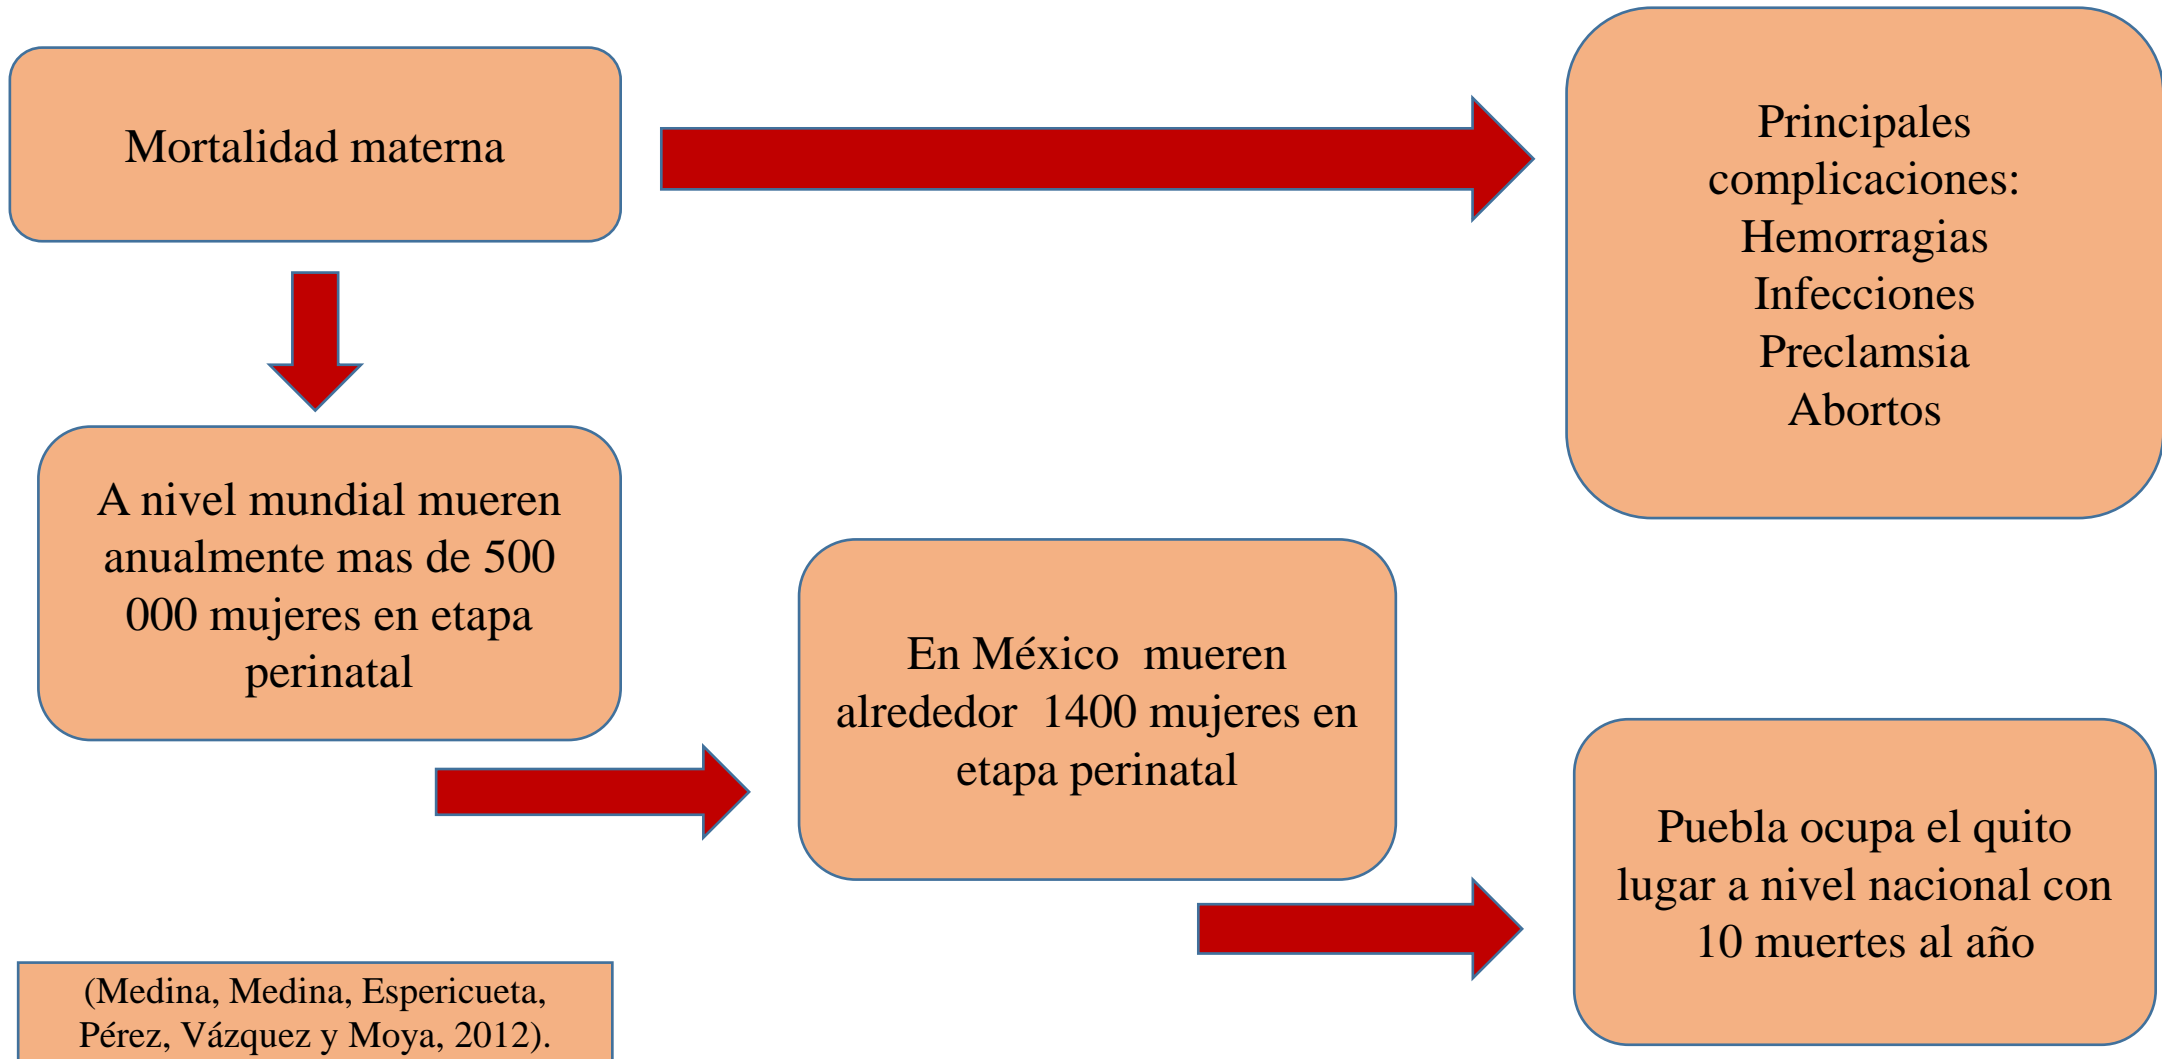 Mortalidad materna
Principales
complicaciones:
Hemorragias
Infecciones
Preclamsia
Abortos
A nivel mundial mueren
anualmente mas de 500
000 mujeres en etapa
perinatal
En México  mueren
alrededor  1400 mujeres en
etapa perinatal
Puebla ocupa el quito
lugar a nivel nacional con
10 muertes al año
(Medina, Medina, Espericueta,
Pérez, Vázquez y Moya, 2012).